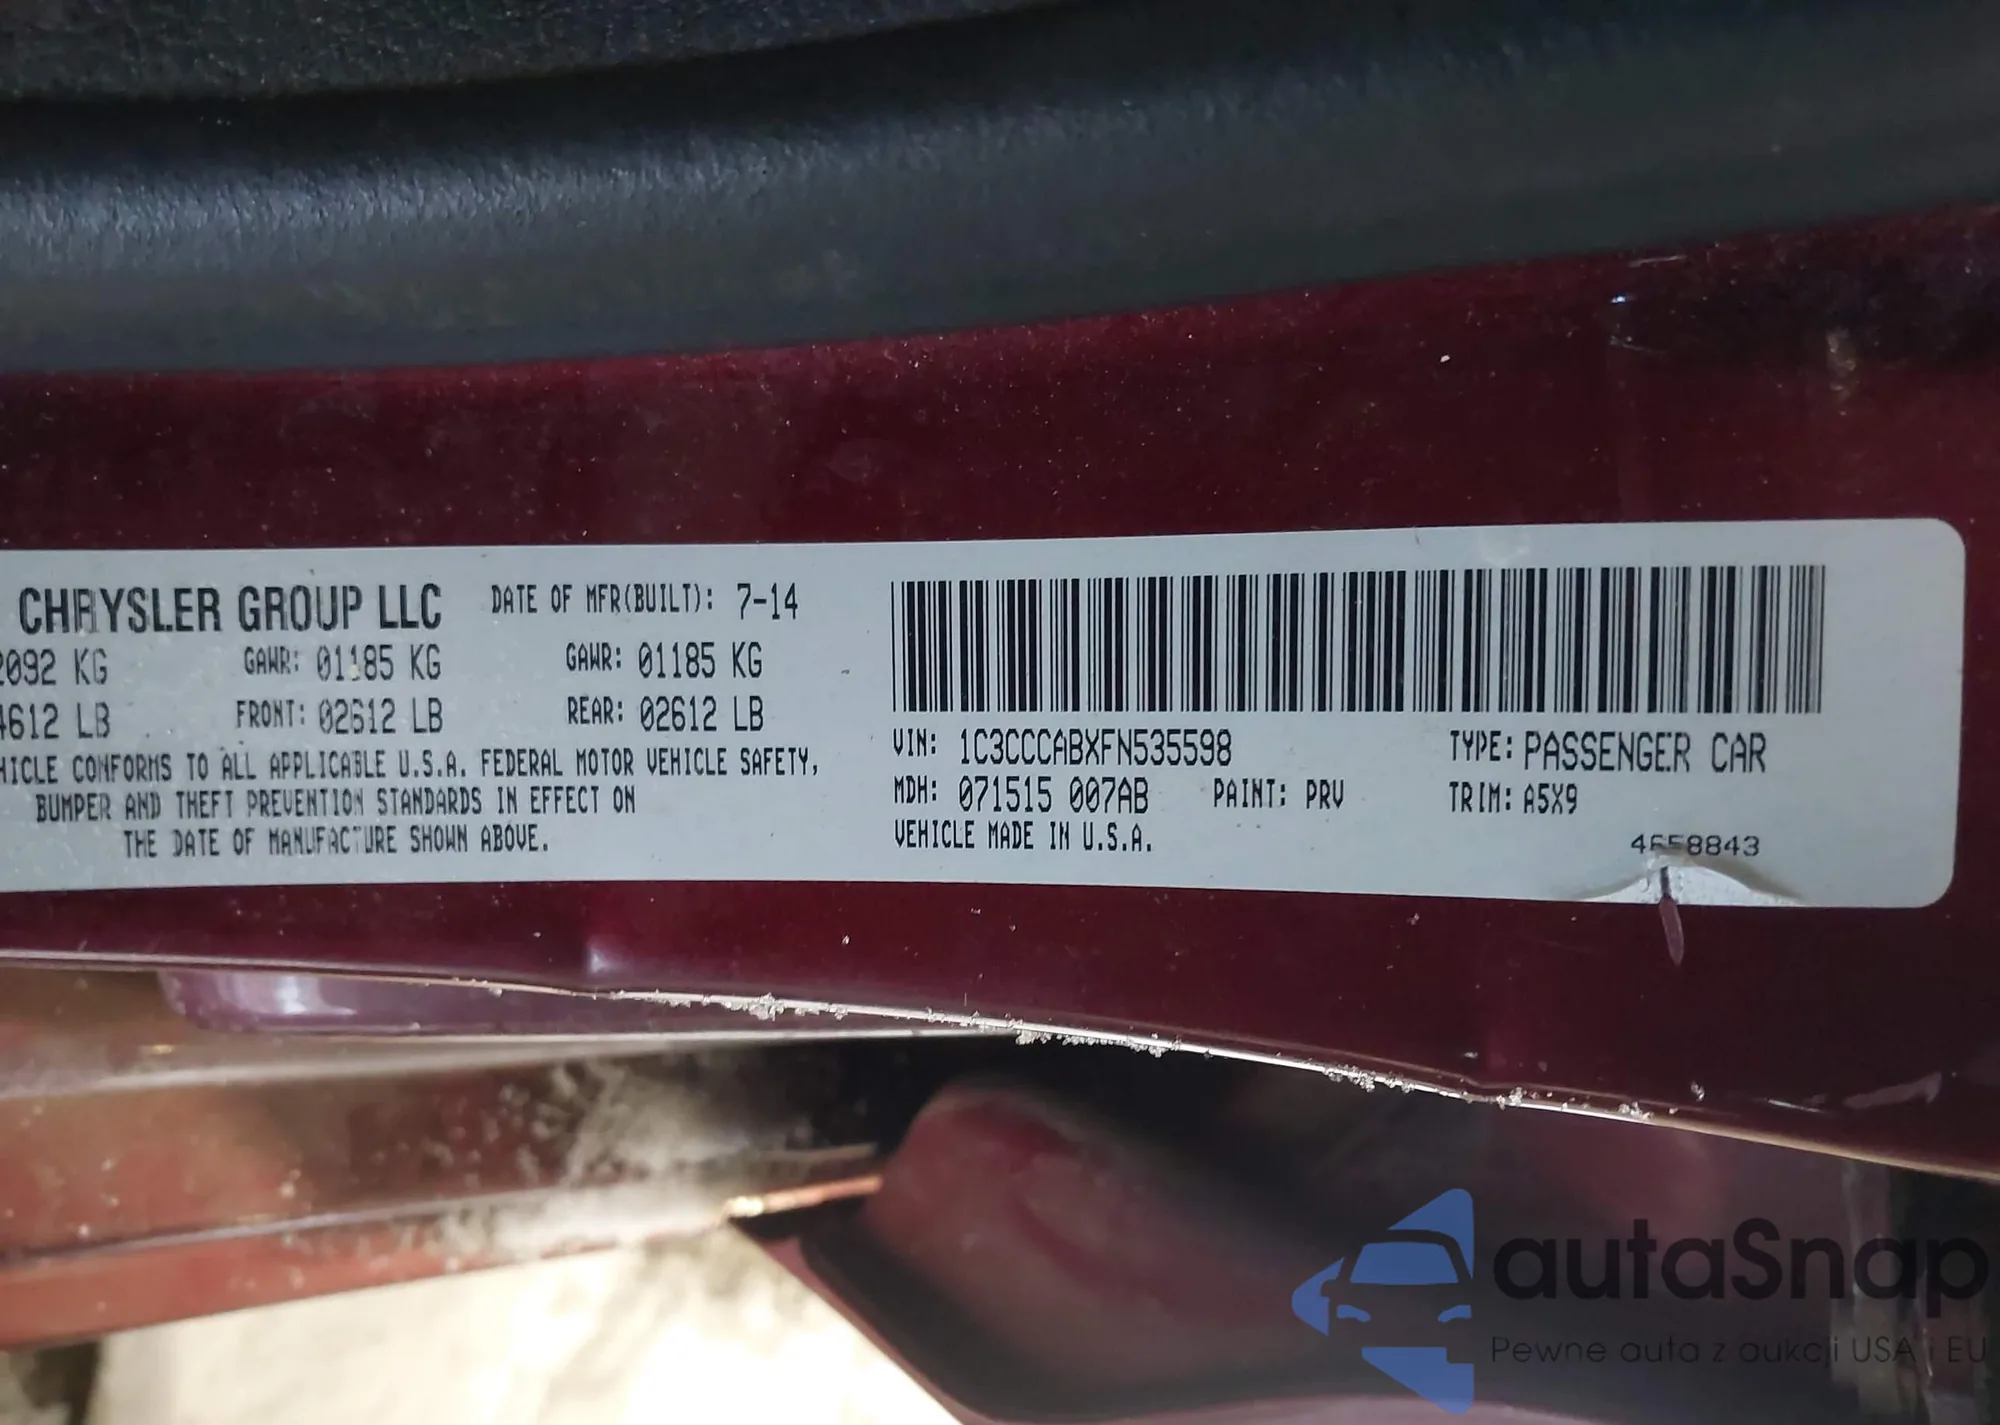 CHRYSLER GROUP LLC DATE OF MFR(BUILT): 7-14
2092 KG GAWR: 01185 KG GAWR: 01185 KG
4612 LB FRONT: 02612 LB REAR: 02612 LB
HICLE CONFORMS TO ALL APPLICABLE U.S.A. FEDERAL MOTOR VEHICLE SAFETY,
BUMPER AND THEFT PREVENTION STANDARDS IN EFFECT ON
THE DATE OF MANUFACTURE SHOWN ABOVE.
VIN: 1C3CCCABXFN535598 TYPE: PASSENGER CAR
MDH: 071515 007AB PAINT: PRV TRIM: A5X9
VEHICLE MADE IN U.S.A.
4658843
autaSnap
Pewne auta z aukcji USA i EU